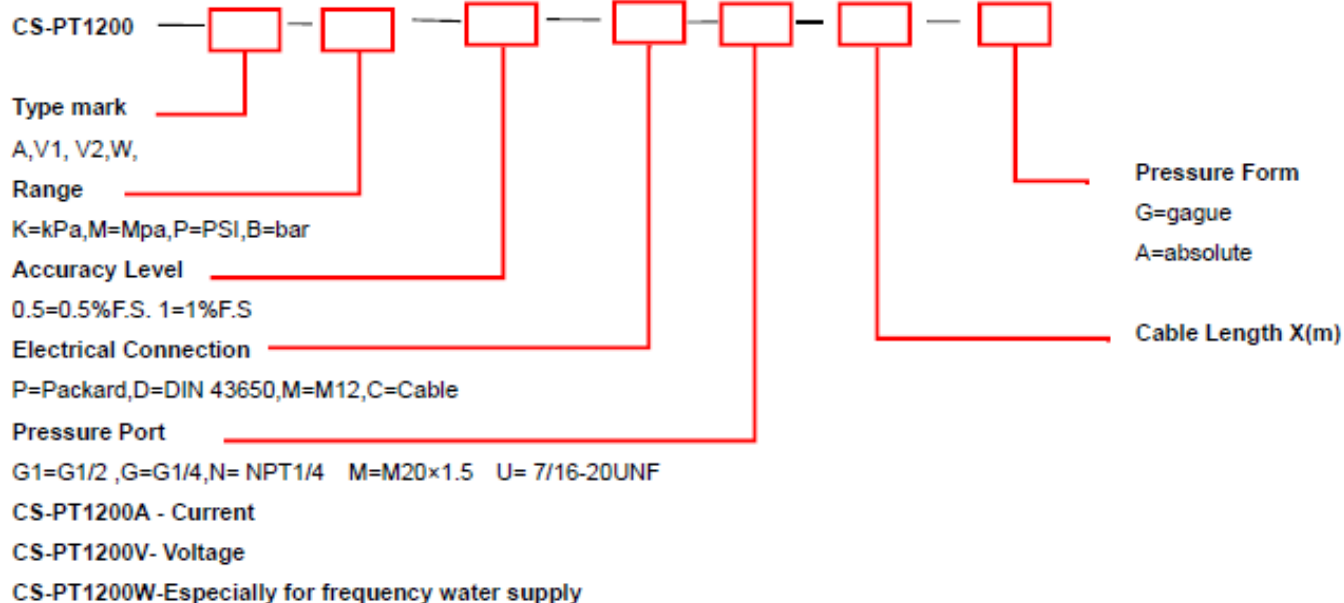 CS-PT1200
Type mark
A,V1, V2,W,
Range
K=kPa,M=Mpa,P=PSI,B=bar
Accuracy Level
0.5=0.5%F.S. 1=1%F.S
Electrical Connection
P=Packard,D=DIN 43650,M=M12,C=Cable
Pressure Port
G1=G1/2 ,G=G1/4,N= NPT1/4 M=M20×1.5 U= 7/16-20UNF
CS-PT1200A - Current
CS-PT1200V- Voltage
CS-PT1200W-Especially for frequency water supply
Pressure Form
G=gague
A=absolute
Cable Length X(m)